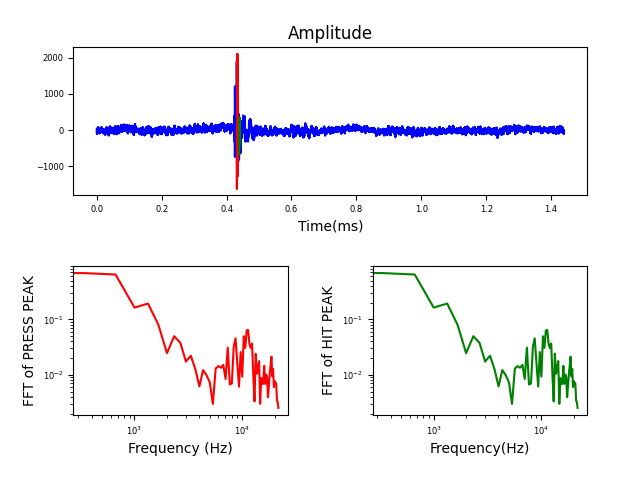 Amplitude
2000
1000
0
−1000
0.0 0.2 0.4 0.6 0.8 1.0 1.2 1.4
Time(ms)
FFT of PRESS PEAK
10⁻¹
10⁻²
10³ 10⁴
Frequency (Hz)
FFT of HIT PEAK
10⁻¹
10⁻²
10³ 10⁴
Frequency(Hz)